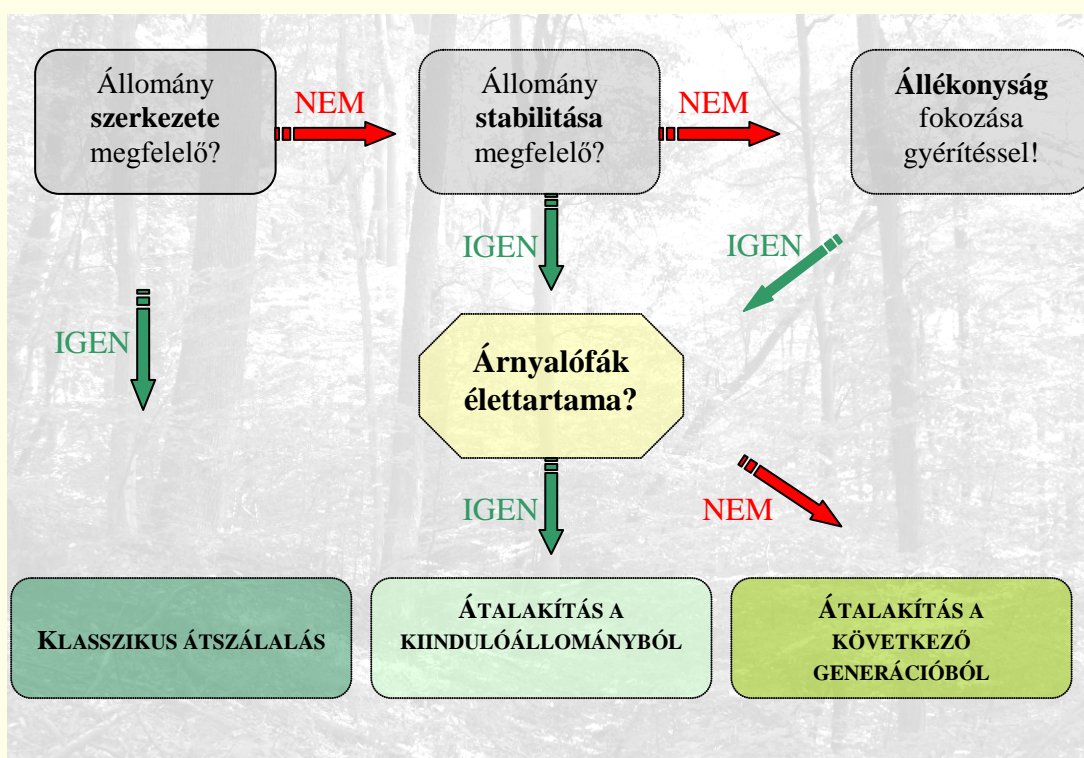 Állomány
szerkezete
megfelelő?
NEM
Állomány
stabilitása
megfelelő?
NEM
Állékonyság
fokozása
gyérítéssel!
IGEN
IGEN
IGEN
Árnyalófák
élettartama?
IGEN
NEM
KLASSZIKUS ÁTSZÁLALÁS
ÁTALAKÍTÁS A
KIINDULÓÁLLOMÁNYBÓL
ÁTALAKÍTÁS A
KÖVETKEZŐ
GENERÁCIÓBÓL